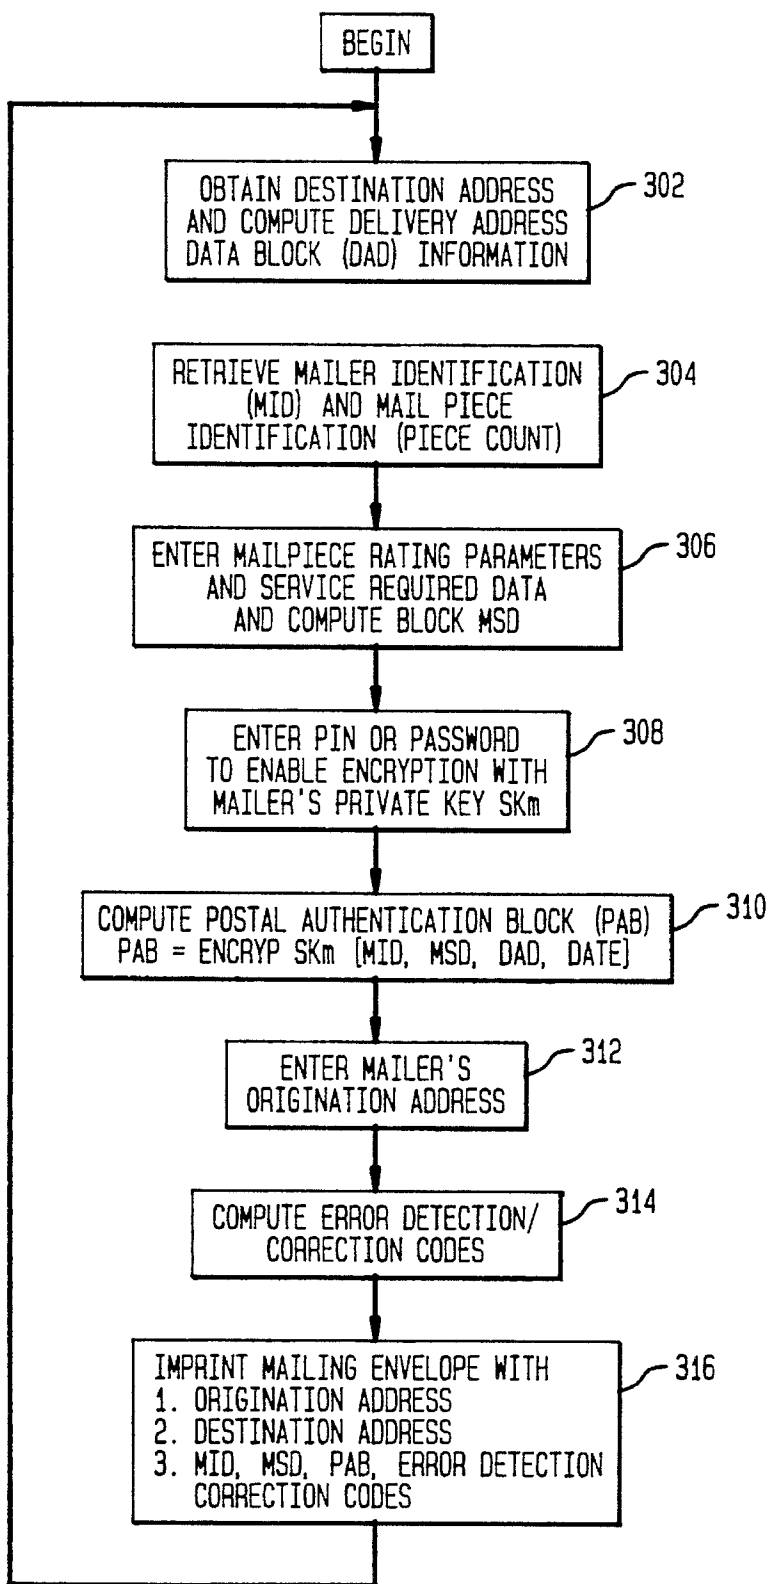 BEGIN
OBTAIN DESTINATION ADDRESS
AND COMPUTE DELIVERY ADDRESS
DATA BLOCK (DAD) INFORMATION
302
RETRIEVE MAILER IDENTIFICATION
(MID) AND MAIL PIECE
IDENTIFICATION (PIECE COUNT)
304
ENTER MAILPIECE RATING PARAMETERS
AND SERVICE REQUIRED DATA
AND COMPUTE BLOCK MSD
306
ENTER PIN OR PASSWORD
TO ENABLE ENCRYPTION WITH
MAILER'S PRIVATE KEY SKm
308
COMPUTE POSTAL AUTHENTICATION BLOCK (PAB)
PAB = ENCRYP SKm [MID, MSD, DAD, DATE]
310
ENTER MAILER'S
ORIGINATION ADDRESS
312
COMPUTE ERROR DETECTION/
CORRECTION CODES
314
IMPRINT MAILING ENVELOPE WITH
1. ORIGINATION ADDRESS
2. DESTINATION ADDRESS
3. MID, MSD, PAB, ERROR DETECTION
CORRECTION CODES
316